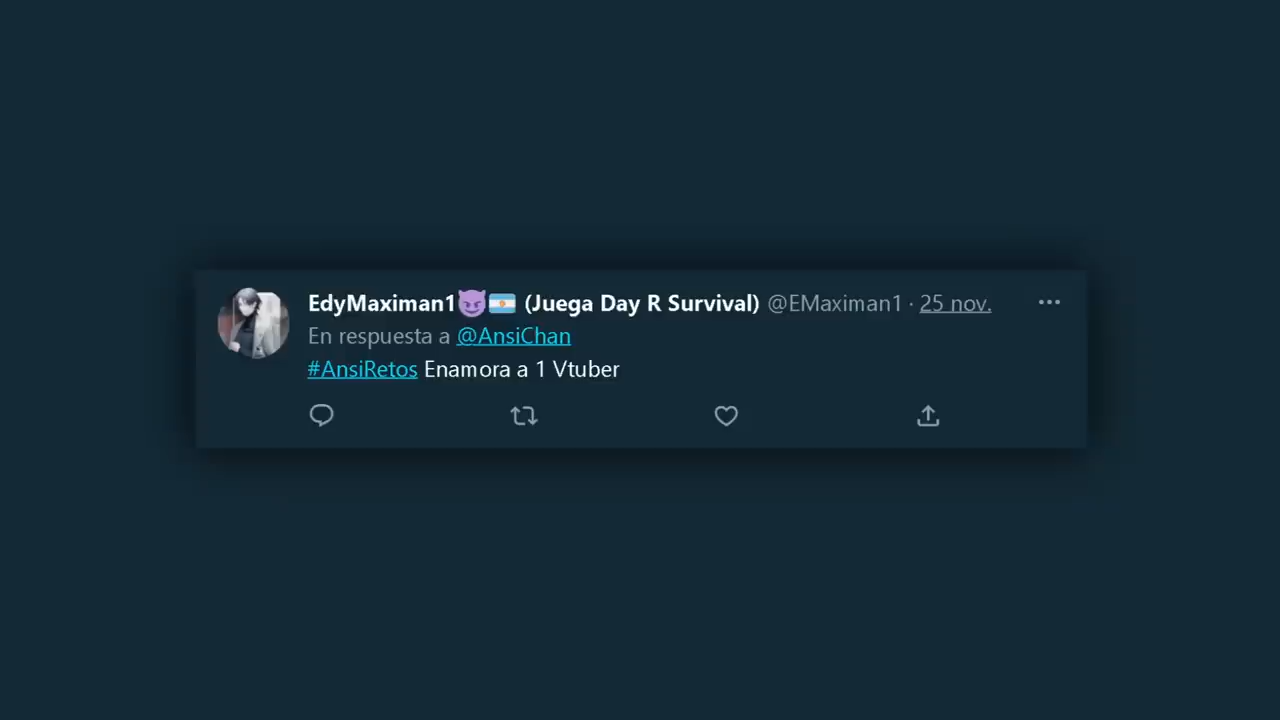 EdyMaximan1😈🇦🇷 (Juega Day R Survival) @EMaximan1 · 25 nov.
En respuesta a @AnsiChan
#AnsiRetos Enamora a 1 Vtuber